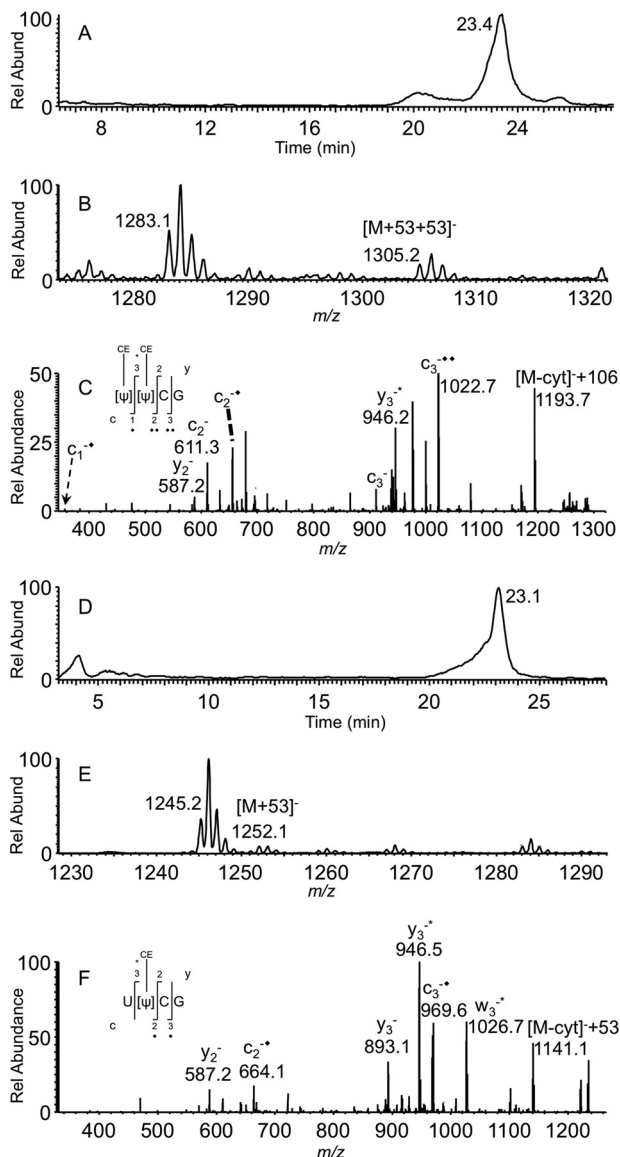 A
Rel Abund
100
0
23.4
8 12 16 20 24
Time (min)
B
Rel Abund
100
0
1283.1
[M+53+53]-
1305.2
1280 1290 1300 1310 1320
m/z
C
Rel Abundance
50
25
0
CE CE
* 3 2 y
[ψ] [ψ] C G
c 1 2 3
♦ ♦♦ ♦♦
c1-♦
y2-
587.2
c2-
611.3
c2-♦
c3-
y3-*
946.2
c3-♦♦
1022.7
[M-cyt]-+106
1193.7
400 500 600 700 800 900 1000 1100 1200 1300
m/z
D
Rel Abund
100
0
23.1
5 10 15 20 25
Time (min)
E
Rel Abund
100
0
1245.2
[M+53]-
1252.1
1230 1240 1250 1260 1270 1280 1290
m/z
F
Rel Abundance
100
50
0
CE
* 3 2 y
U [ψ] C G
c 2 3
♦ ♦
y2-
587.2
c2-♦
664.1
y3-
893.1
y3-*
946.5
c3-♦
969.6
w3-*
1026.7
[M-cyt]-+53
1141.1
400 500 600 700 800 900 1000 1100 1200
m/z